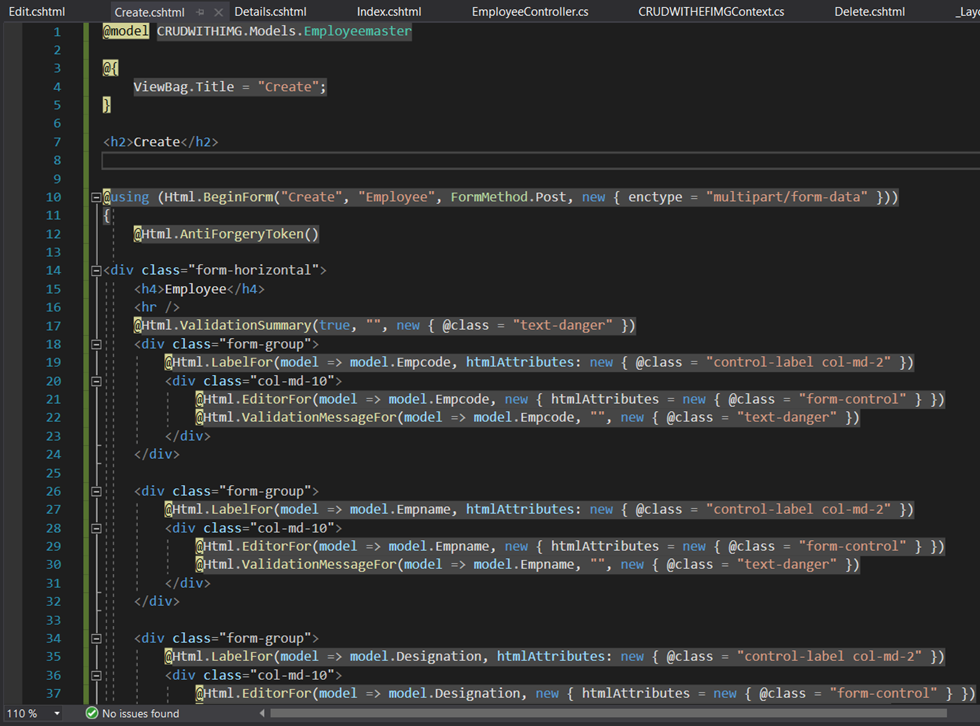 Edit.cshtml Create.cshtml Details.cshtml Index.cshtml EmployeeController.cs CRUDWITHEFIMGContext.cs Delete.cshtml _Layo
1 @model CRUDWITHIMG.Models.Employeemaster
2
3 @{
4 ViewBag.Title = "Create";
5 }
6
7 <h2>Create</h2>
8
9
10 @using (Html.BeginForm("Create", "Employee", FormMethod.Post, new { enctype = "multipart/form-data" }))
11 {
12 @Html.AntiForgeryToken()
13
14 <div class="form-horizontal">
15 <h4>Employee</h4>
16 <hr />
17 @Html.ValidationSummary(true, "", new { @class = "text-danger" })
18 <div class="form-group">
19 @Html.LabelFor(model => model.Empcode, htmlAttributes: new { @class = "control-label col-md-2" })
20 <div class="col-md-10">
21 @Html.EditorFor(model => model.Empcode, new { htmlAttributes = new { @class = "form-control" } })
22 @Html.ValidationMessageFor(model => model.Empcode, "", new { @class = "text-danger" })
23 </div>
24 </div>
25
26 <div class="form-group">
27 @Html.LabelFor(model => model.Empname, htmlAttributes: new { @class = "control-label col-md-2" })
28 <div class="col-md-10">
29 @Html.EditorFor(model => model.Empname, new { htmlAttributes = new { @class = "form-control" } })
30 @Html.ValidationMessageFor(model => model.Empname, "", new { @class = "text-danger" })
31 </div>
32 </div>
33
34 <div class="form-group">
35 @Html.LabelFor(model => model.Designation, htmlAttributes: new { @class = "control-label col-md-2" })
36 <div class="col-md-10">
37 @Html.EditorFor(model => model.Designation, new { htmlAttributes = new { @class = "form-control" } })
110 % No issues found